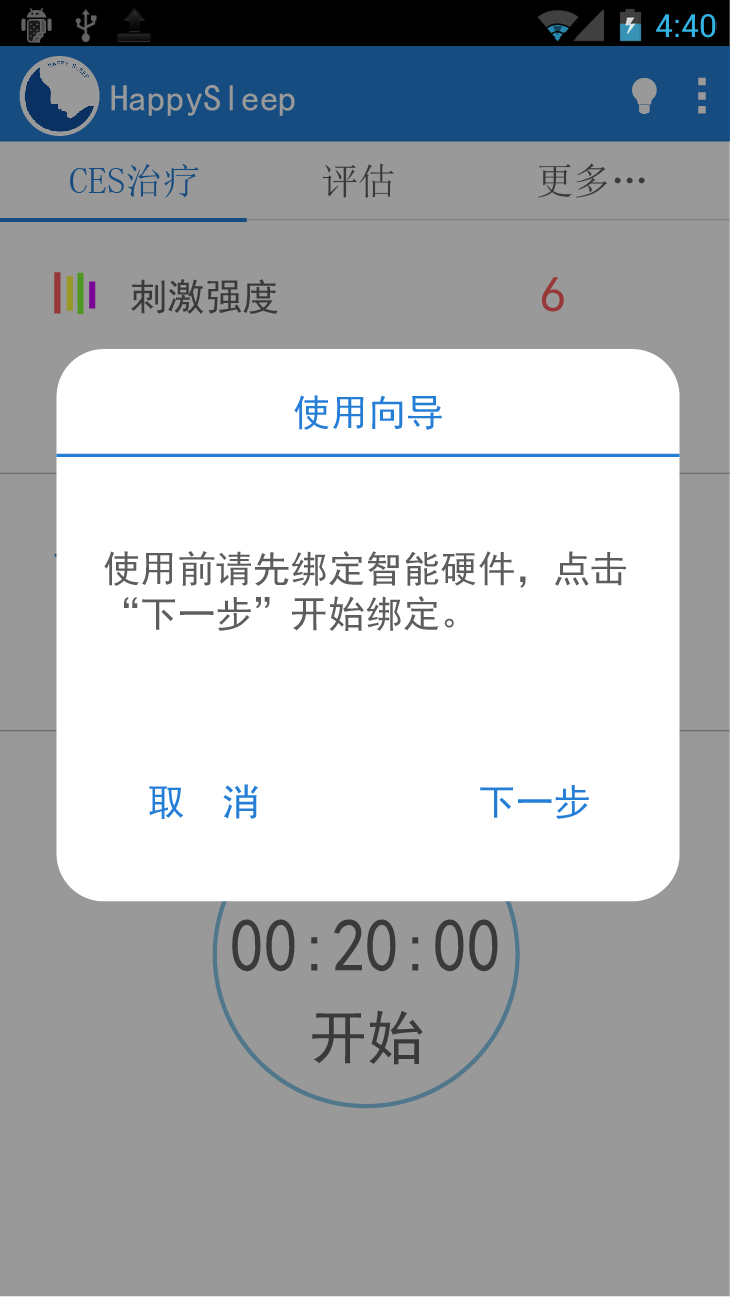 4:40
HAPPY SLEEP
HappySleep
CES治疗 评估 更多…
刺激强度 6
使用向导
使用前请先绑定智能硬件，点击
“下一步”开始绑定。
取 消 下一步
00:20:00
开始